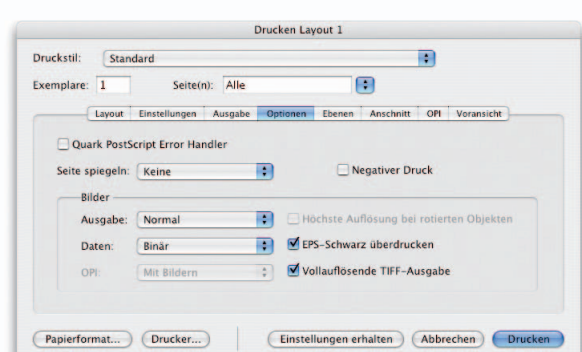 Drucken Layout 1
Druckstil: Standard
Exemplare: 1 Seite(n): Alle
Layout Einstellungen Ausgabe Optionen Ebenen Anschnitt OPI Voransicht
Quark PostScript Error Handler
Seite spiegeln: Keine Negativer Druck
Bilder
Ausgabe: Normal Höchste Auflösung bei rotierten Objekten
Daten: Binär EPS-Schwarz überdrucken
OPI: Mit Bildern Vollauflösende TIFF-Ausgabe
Papierformat... Drucker... Einstellungen erhalten Abbrechen Drucken